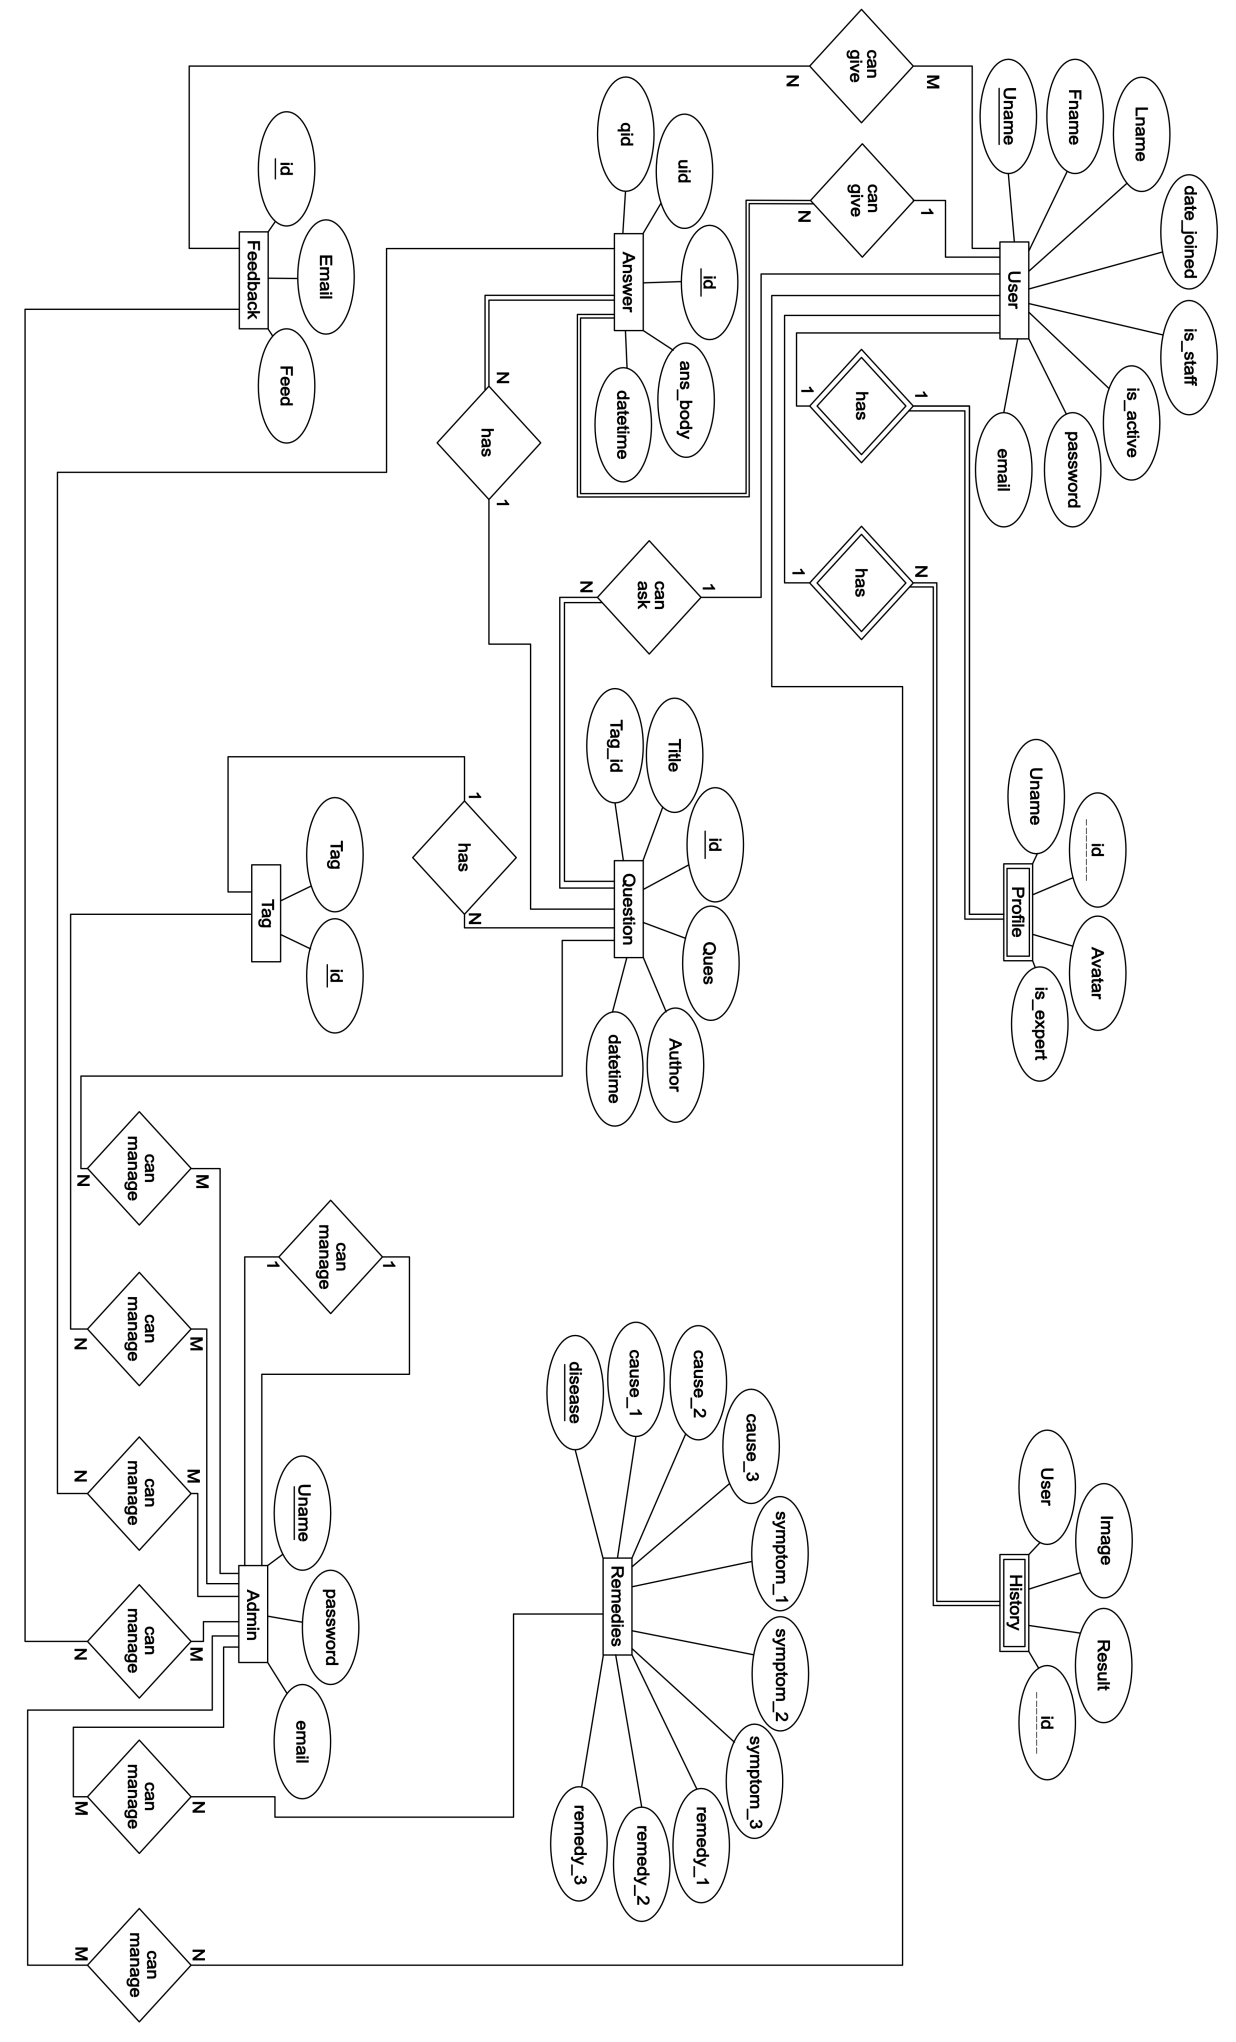 Uname
Fname
Lname
date_joined
is_staff
is_active
password
email
User
can
give
M
N
can
give
1
N
has
1
1
has
N
1
Uname
id
Avatar
is_expert
Profile
User
Image
Result
id
History
qid
uid
id
ans_body
datetime
Answer
has
N
1
can
ask
1
N
Tag_id
Title
id
Ques
Author
datetime
Question
disease
cause_1
cause_2
cause_3
symptom_1
symptom_2
symptom_3
remedy_1
remedy_2
remedy_3
Remedies
id
Email
Feed
Feedback
has
1
N
Tag
id
Tag
can
manage
1
1
Uname
password
email
Admin
can
manage
M
N
can
manage
M
N
can
manage
M
N
can
manage
M
N
can
manage
N
M
can
manage
N
M